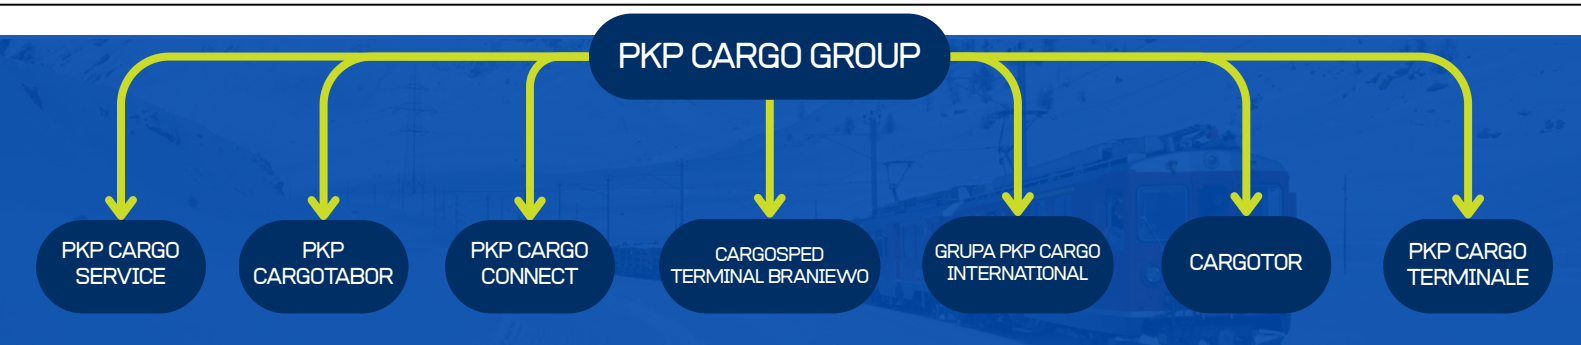 PKP CARGO GROUP
PKP CARGO
SERVICE
PKP
CARGOTABOR
PKP CARGO
CONNECT
CARGOSPED
TERMINAL BRANIEWO
GRUPA PKP CARGO
INTERNATIONAL
CARGOTOR
PKP CARGO
TERMINALE